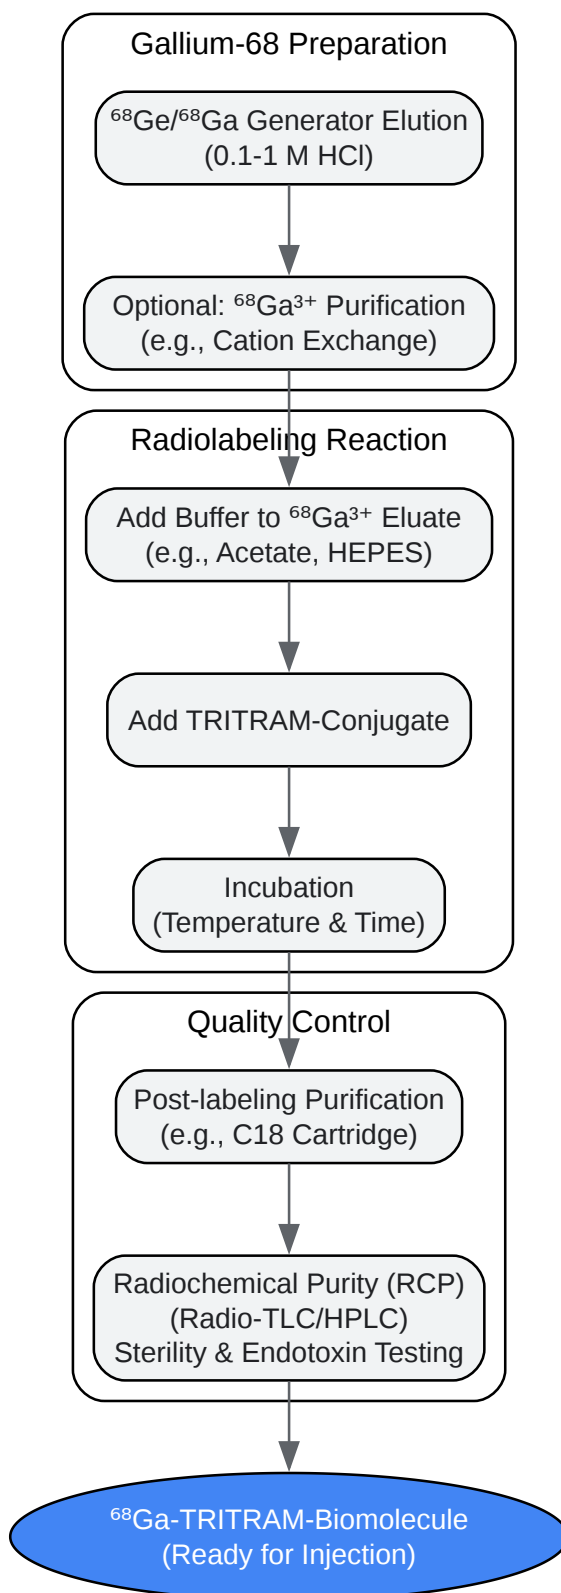 Gallium-68 Preparation
⁶⁸Ge/⁶⁸Ga Generator Elution
(0.1-1 M HCl)
Optional: ⁶⁸Ga³⁺ Purification
(e.g., Cation Exchange)
Radiolabeling Reaction
Add Buffer to ⁶⁸Ga³⁺ Eluate
(e.g., Acetate, HEPES)
Add TRITRAM-Conjugate
Incubation
(Temperature & Time)
Quality Control
Post-labeling Purification
(e.g., C18 Cartridge)
Radiochemical Purity (RCP)
(Radio-TLC/HPLC)
Sterility & Endotoxin Testing
⁶⁸Ga-TRITRAM-Biomolecule
(Ready for Injection)